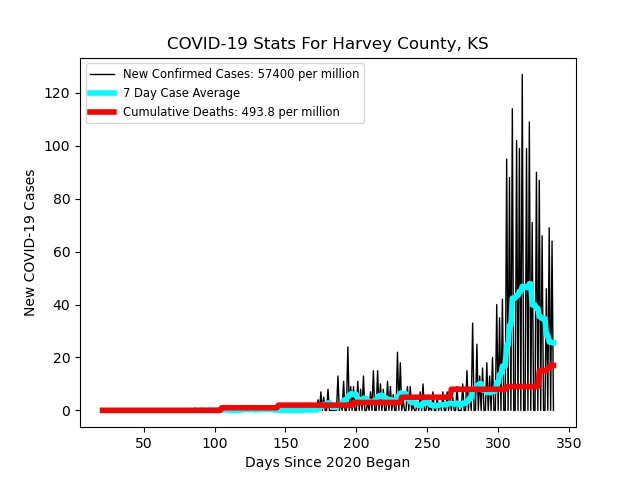 COVID-19 Stats For Harvey County, KS
New Confirmed Cases: 57400 per million
7 Day Case Average
Cumulative Deaths: 493.8 per million
New COVID-19 Cases
120
100
80
60
40
20
0
50 100 150 200 250 300 350
Days Since 2020 Began